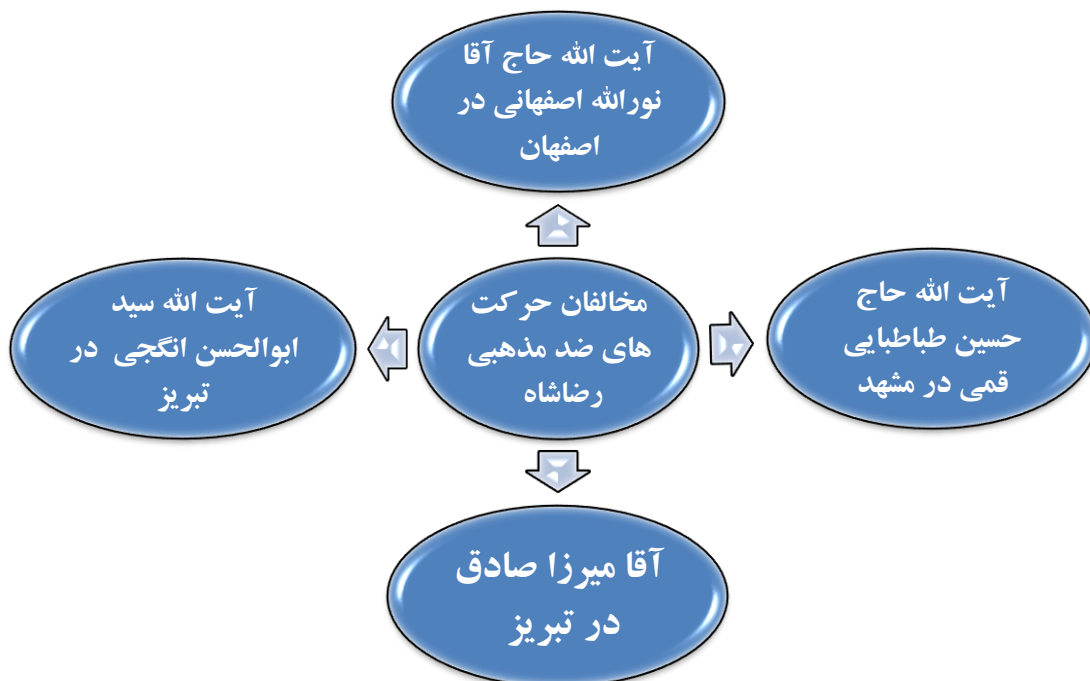 آیت الله حاج آقا
نورالله اصفهانی در
اصفهان
آیت الله حاج
حسین طباطبایی
قمی در مشهد
مخالفان حرکت
های ضد مذهبی
رضاشاه
آیت الله سید
ابوالحسن انگجی در
تبریز
آقا میرزا صادق
در تبریز